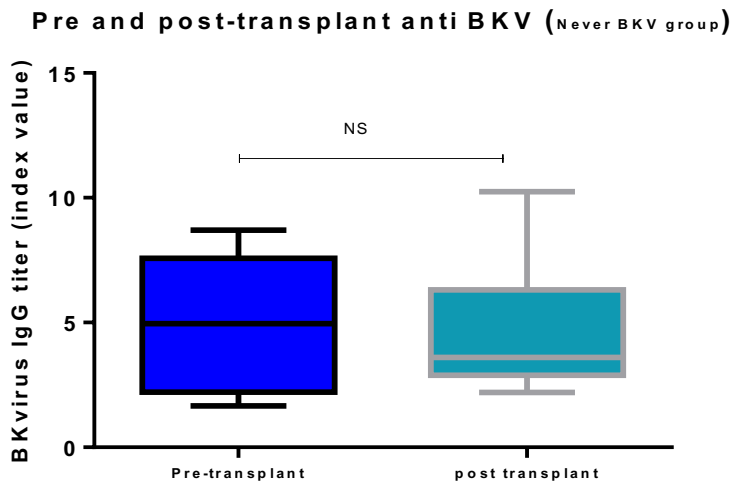 Pre and post-transplant anti BKV (Never BKV group)
BKvirus IgG titer (index value)
15
10
5
0
NS
Pre-transplant
post transplant